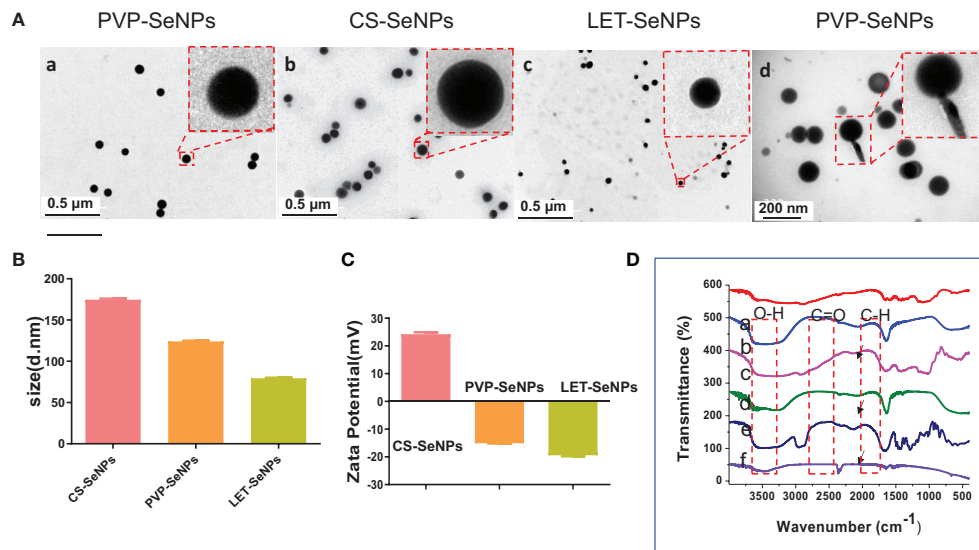 A
PVP-SeNPs
CS-SeNPs
LET-SeNPs
PVP-SeNPs
a
b
c
d
0.5 µm
0.5 µm
0.5 µm
200 nm
B
size(d.nm)
200
150
100
50
0
CS-SeNPs
PVP-SeNPs
LET-SeNPs
C
Zata Potential(mV)
30
20
10
0
-10
-20
-30
PVP-SeNPs
LET-SeNPs
CS-SeNPs
D
Transmittance (%)
600
500
400
300
200
100
0
O-H
C=O
C-H
a
b
c
d
e
f
3500 3000 2500 2000 1500 1000 500
Wavenumber (cm-1)